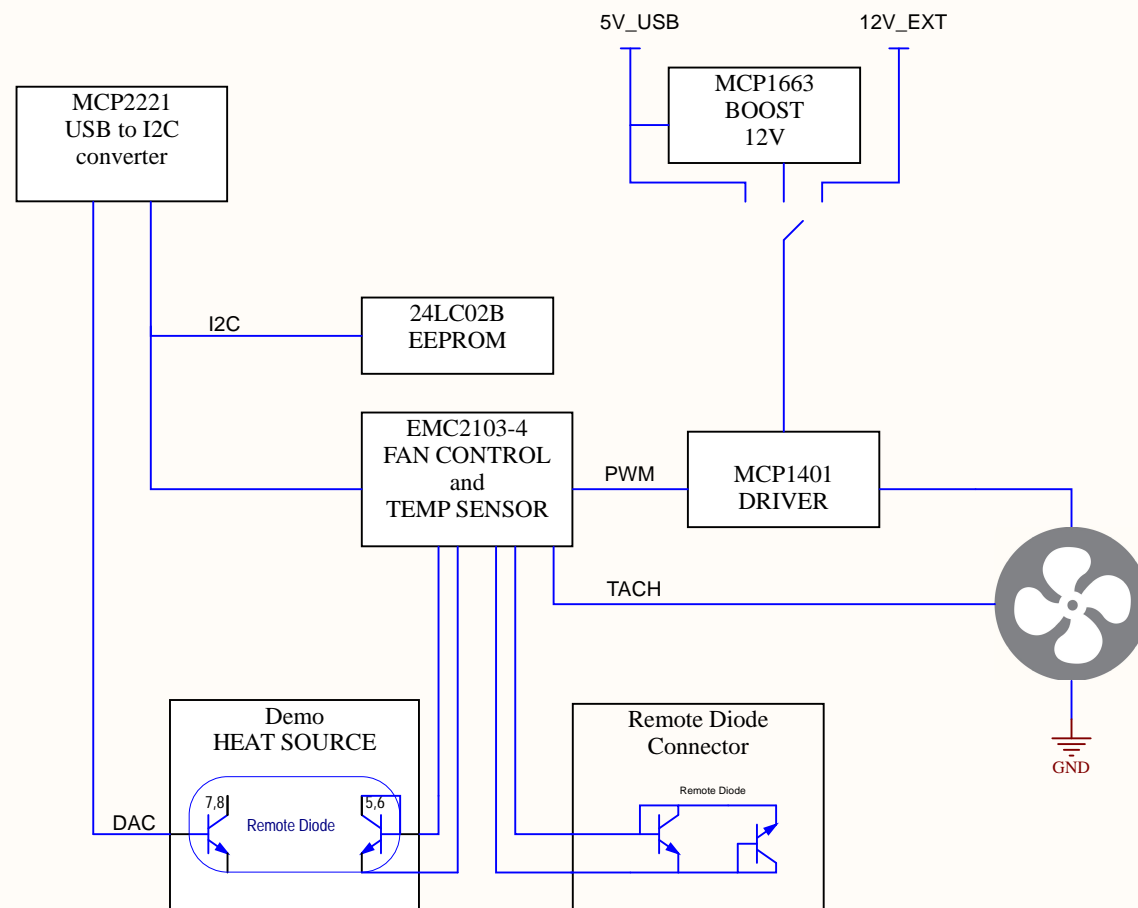 5V_USB
12V_EXT
MCP2221
USB to I2C
converter
MCP1663
BOOST
12V
I2C
24LC02B
EEPROM
EMC2103-4
FAN CONTROL
and
TEMP SENSOR
PWM
MCP1401
DRIVER
TACH
Demo
HEAT SOURCE
Remote Diode
Connector
GND
7,8
5,6
Remote Diode
DAC
Remote Diode